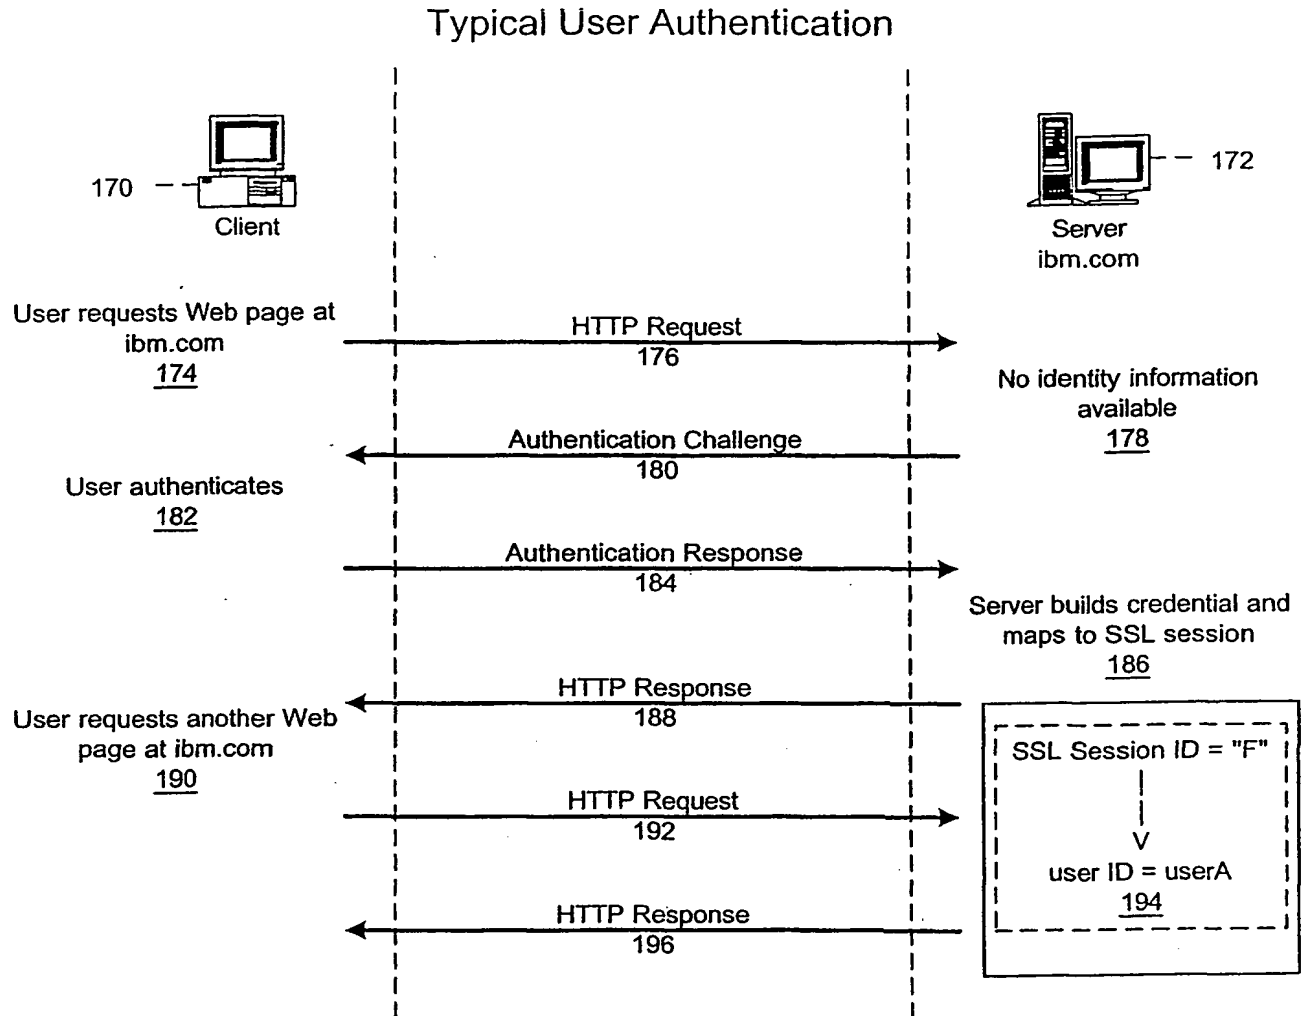 Typical User Authentication
170
Client
172
Server
ibm.com
User requests Web page at
ibm.com
174
HTTP Request
176
No identity information
available
178
Authentication Challenge
180
User authenticates
182
Authentication Response
184
Server builds credential and
maps to SSL session
186
HTTP Response
188
User requests another Web
page at ibm.com
190
SSL Session ID = "F"
V
user ID = userA
194
HTTP Request
192
HTTP Response
196